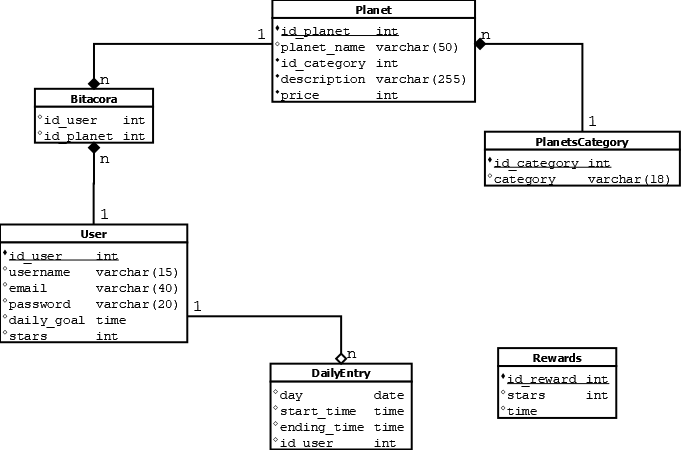 Planet
id_planet int
planet_name varchar(50)
id_category int
description varchar(255)
price int
1
n
n
Bitacora
id_user int
id_planet int
n
1
PlanetsCategory
id_category int
category varchar(18)
1
User
id_user int
username varchar(15)
email varchar(40)
password varchar(20)
daily_goal time
stars int
1
n
DailyEntry
day date
start_time time
ending_time time
id_user int
Rewards
id_reward int
stars int
time